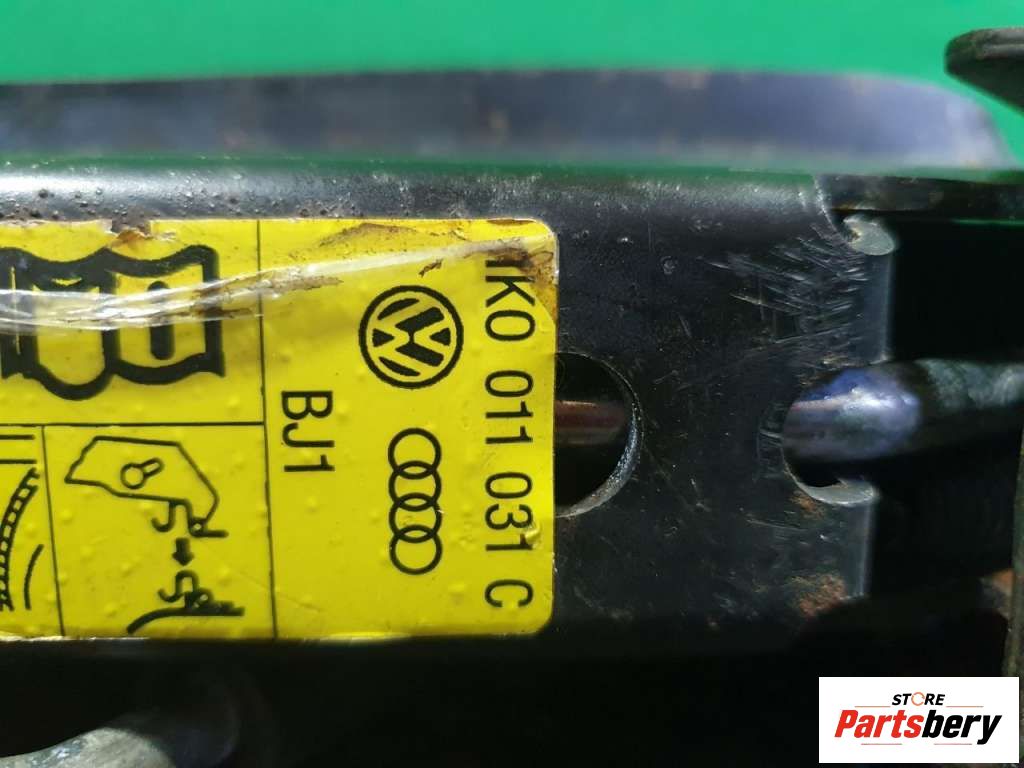 1K0 011 031 C
BJ1
STORE
Partsbery